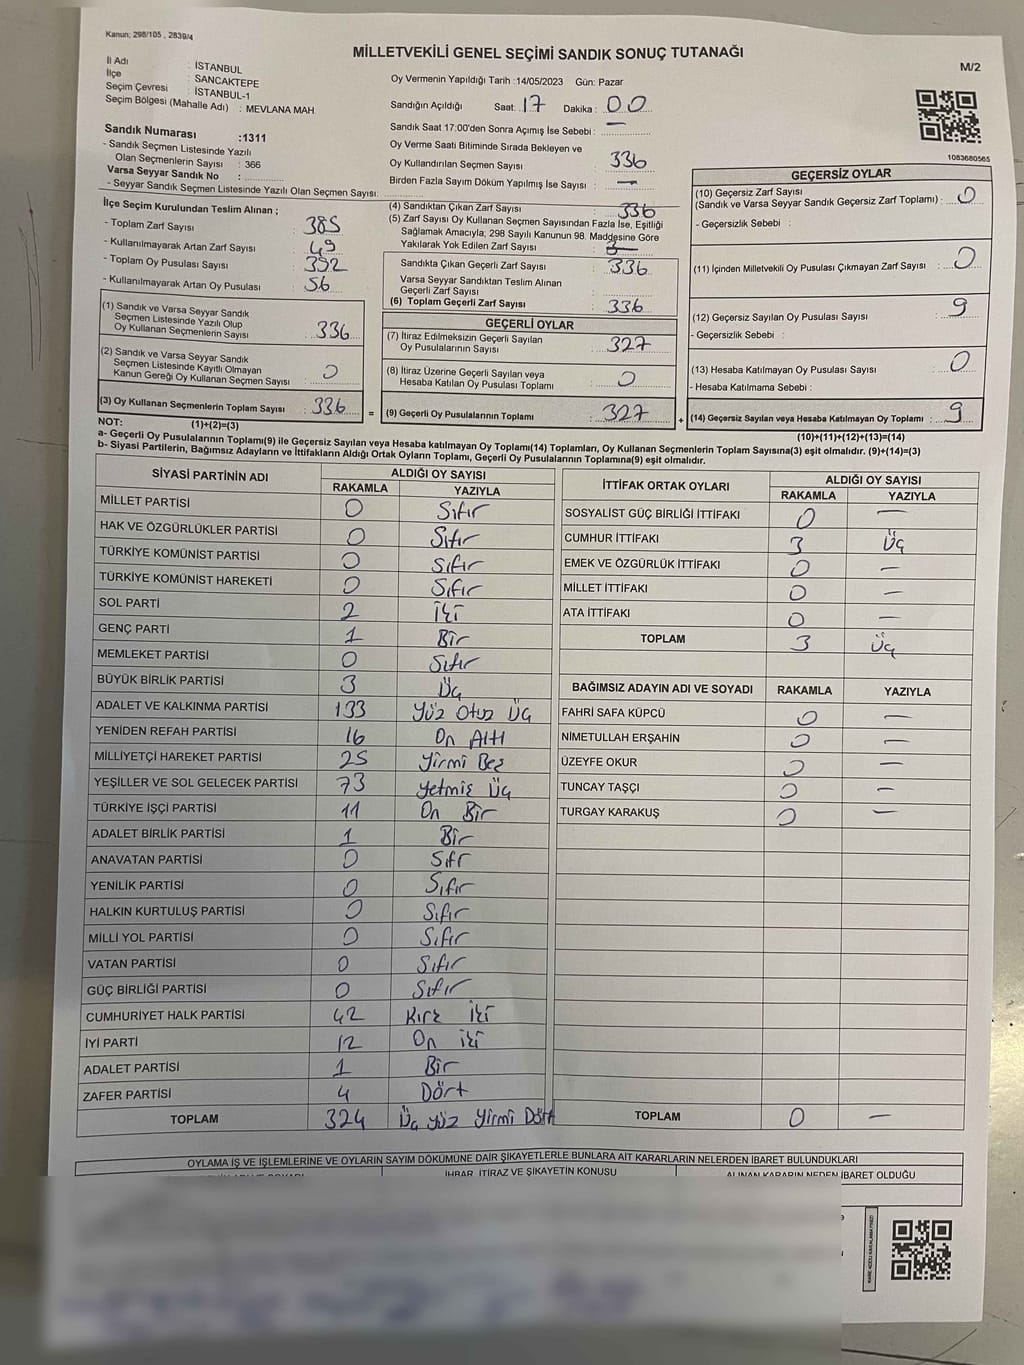 Kanun; 298/105 , 2839/4
MİLLETVEKİLİ GENEL SEÇİMİ SANDIK SONUÇ TUTANAĞI
M/2
İl Adı : İSTANBUL
İlçe : SANCAKTEPE
Seçim Çevresi : İSTANBUL-1
Seçim Bölgesi (Mahalle Adı) : MEVLANA MAH
Sandık Numarası :1311
- Sandık Seçmen Listesinde Yazılı
Olan Seçmenlerin Sayısı : 366
Varsa Seyyar Sandık No :
- Seyyar Sandık Seçmen Listesinde Yazılı Olan Seçmen Sayısı:
Oy Vermenin Yapıldığı Tarih :14/05/2023 Gün: Pazar
Sandığın Açıldığı Saat: 17 Dakika : 00
Sandık Saat 17:00'den Sonra Açımış İse Sebebi : —
Oy Verme Saati Bitiminde Sırada Bekleyen ve
Oy Kullandırılan Seçmen Sayısı : 336
Birden Fazla Sayım Döküm Yapılmış İse Sayısı : —
1083680565
İlçe Seçim Kurulundan Teslim Alınan ;
- Toplam Zarf Sayısı : 385
- Kullanılmayarak Artan Zarf Sayısı : 49
- Toplam Oy Pusulası Sayısı : 392
- Kullanılmayarak Artan Oy Pusulası : 56
(1) Sandık ve Varsa Seyyar Sandık
Seçmen Listesinde Yazılı Olup
Oy Kullanan Seçmenlerin Sayısı : 336
(2) Sandık ve Varsa Seyyar Sandık
Seçmen Listesinde Kayıtlı Olmayan
Kanun Gereği Oy Kullanan Seçmen Sayısı : 0
(3) Oy Kullanan Seçmenlerin Toplam Sayısı : 336 =
(4) Sandıktan Çıkan Zarf Sayısı : 336
(5) Zarf Sayısı Oy Kullanan Seçmen Sayısından Fazla İse, Eşitliği
Sağlamak Amacıyla; 298 Sayılı Kanunun 98. Maddesine Göre
Yakılarak Yok Edilen Zarf Sayısı :
Sandıkta Çıkan Geçerli Zarf Sayısı : 336
Varsa Seyyar Sandıktan Teslim Alınan
Geçerli Zarf Sayısı :
(6) Toplam Geçerli Zarf Sayısı : 336
GEÇERLİ OYLAR
(7) İtiraz Edilmeksizin Geçerli Sayılan
Oy Pusulalarının Sayısı : 327
(8) İtiraz Üzerine Geçerli Sayılan veya
Hesaba Katılan Oy Pusulası Toplamı : 0
(9) Geçerli Oy Pusulalarının Toplamı : 327 +
GEÇERSİZ OYLAR
(10) Geçersiz Zarf Sayısı
(Sandık ve Varsa Seyyar Sandık Geçersiz Zarf Toplamı) : 0
- Geçersizlik Sebebi :
(11) İçinden Milletvekili Oy Pusulası Çıkmayan Zarf Sayısı : 0
(12) Geçersiz Sayılan Oy Pusulası Sayısı : 9
- Geçersizlik Sebebi :
(13) Hesaba Katılmayan Oy Pusulası Sayısı : 0
- Hesaba Katılmama Sebebi :
(14) Geçersiz Sayılan veya Hesaba Katılmayan Oy Toplamı : 9
NOT: (1)+(2)=(3) (10)+(11)+(12)+(13)=(14)
a- Geçerli Oy Pusulalarının Toplamı(9) ile Geçersiz Sayılan veya Hesaba katılmayan Oy Toplamı(14) Toplamları, Oy Kullanan Seçmenlerin Toplam Sayısına(3) eşit olmalıdır. (9)+(14)=(3)
b- Siyasi Partilerin, Bağımsız Adayların ve İttifakların Aldığı Ortak Oyların Toplamı, Geçerli Oy Pusulalarının Toplamına(9) eşit olmalıdır.
SİYASİ PARTİNİN ADI ALDIĞI OY SAYISI
RAKAMLA YAZIYLA
MİLLET PARTİSİ 0 Sıfır
HAK VE ÖZGÜRLÜKLER PARTİSİ 0 Sıfır
TÜRKİYE KOMÜNİST PARTİSİ 0 Sıfır
TÜRKİYE KOMÜNİST HAREKETİ 0 Sıfır
SOL PARTİ 2 İki
GENÇ PARTİ 1 Bir
MEMLEKET PARTİSİ 0 Sıfır
BÜYÜK BİRLİK PARTİSİ 3 Üç
ADALET VE KALKINMA PARTİSİ 133 Yüz Otuz Üç
YENİDEN REFAH PARTİSİ 16 On Altı
MİLLİYETÇİ HAREKET PARTİSİ 25 Yirmi Beş
YEŞİLLER VE SOL GELECEK PARTİSİ 73 Yetmiş Üç
TÜRKİYE İŞÇİ PARTİSİ 11 On Bir
ADALET BİRLİK PARTİSİ 1 Bir
ANAVATAN PARTİSİ 0 Sıfr
YENİLİK PARTİSİ 0 Sıfır
HALKIN KURTULUŞ PARTİSİ 0 Sıfır
MİLLİ YOL PARTİSİ 0 Sıfır
VATAN PARTİSİ 0 Sıfır
GÜÇ BİRLİĞİ PARTİSİ 0 Sıfır
CUMHURİYET HALK PARTİSİ 42 Kırk İki
İYİ PARTİ 12 On iki
ADALET PARTİSİ 1 Bir
ZAFER PARTİSİ 4 Dört
TOPLAM 324 Üç Yüz Yirmi Dört
İTTİFAK ORTAK OYLARI ALDIĞI OY SAYISI
RAKAMLA YAZIYLA
SOSYALİST GÜÇ BİRLİĞİ İTTİFAKI 0 —
CUMHUR İTTİFAKI 3 Üç
EMEK VE ÖZGÜRLÜK İTTİFAKI 0 —
MİLLET İTTİFAKI 0 —
ATA İTTİFAKI 0 —
TOPLAM 3 Üç
BAĞIMSIZ ADAYIN ADI VE SOYADI RAKAMLA YAZIYLA
FAHRİ SAFA KÜPCÜ 0 —
NİMETULLAH ERŞAHİN 0 —
ÜZEYFE OKUR 0 —
TUNCAY TAŞÇI 0 —
TURGAY KARAKUŞ 0 —
TOPLAM 0 —
OYLAMA İŞ VE İŞLEMLERİNE VE OYLARIN SAYIM DÖKÜMÜNE DAİR ŞİKAYETLERLE BUNLARA AİT KARARLARIN NELERDEN İBARET BULUNDUKLARI
İHBAR, İTİRAZ VE ŞİKAYETİN KONUSU
ALINAN KARARIN NEDEN İBARET OLDUĞU